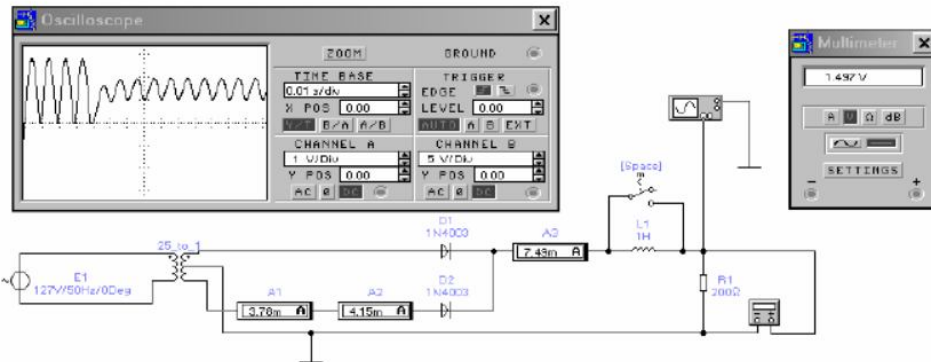 Oscilloscope
ZOOM GROUND
TIME BASE TRIGGER
0.01 s/div EDGE
X POS 0.00 LEVEL 0.00
Y/T B/A A/B AUTO A B EXT
CHANNEL A CHANNEL B
1 V/Div 5 V/Div
Y POS 0.00 Y POS 0.00
AC 0 DC AC 0 DC
Multimeter
1.497 V
A V Ω dB
SETTINGS
- +
[Space]
D1
1N4003
L1
1H
25_to_1
A3
7.49m A
E1
127V/50Hz/0Deg
A1
3.78m A
A2
4.15m A
D2
1N4003
R1
200Ω